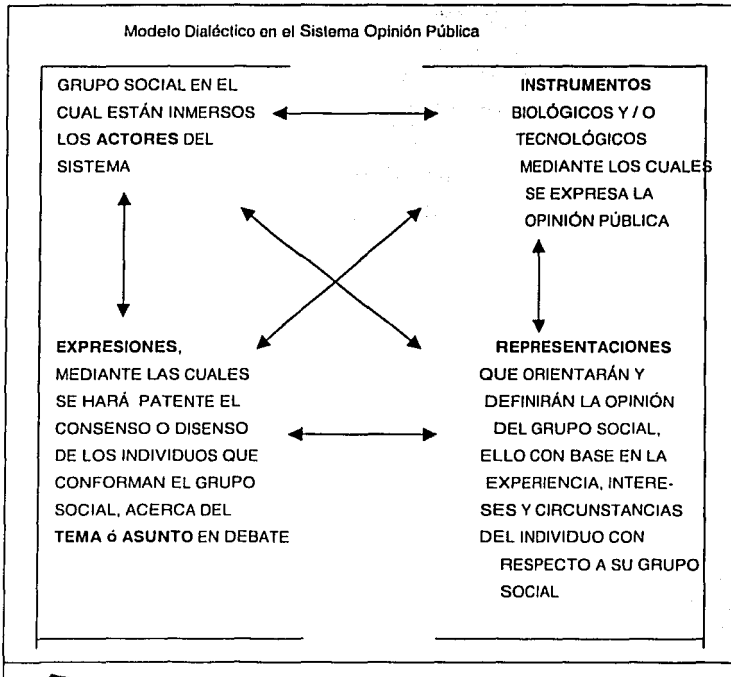 Modelo Dialéctico en el Sistema Opinión Pública
GRUPO SOCIAL EN EL
CUAL ESTÁN INMERSOS
LOS ACTORES DEL
SISTEMA
INSTRUMENTOS
BIOLÓGICOS Y / O
TECNOLÓGICOS
MEDIANTE LOS CUALES
SE EXPRESA LA
OPINIÓN PÚBLICA
EXPRESIONES,
MEDIANTE LAS CUALES
SE HARÁ PATENTE EL
CONSENSO O DISENSO
DE LOS INDIVIDUOS QUE
CONFORMAN EL GRUPO
SOCIAL, ACERCA DEL
TEMA ó ASUNTO EN DEBATE
REPRESENTACIONES
QUE ORIENTARÁN Y
DEFINIRÁN LA OPINIÓN
DEL GRUPO SOCIAL,
ELLO CON BASE EN LA
EXPERIENCIA, INTERE-
SES Y CIRCUNSTANCIAS
DEL INDIVIDUO CON
RESPECTO A SU GRUPO
SOCIAL